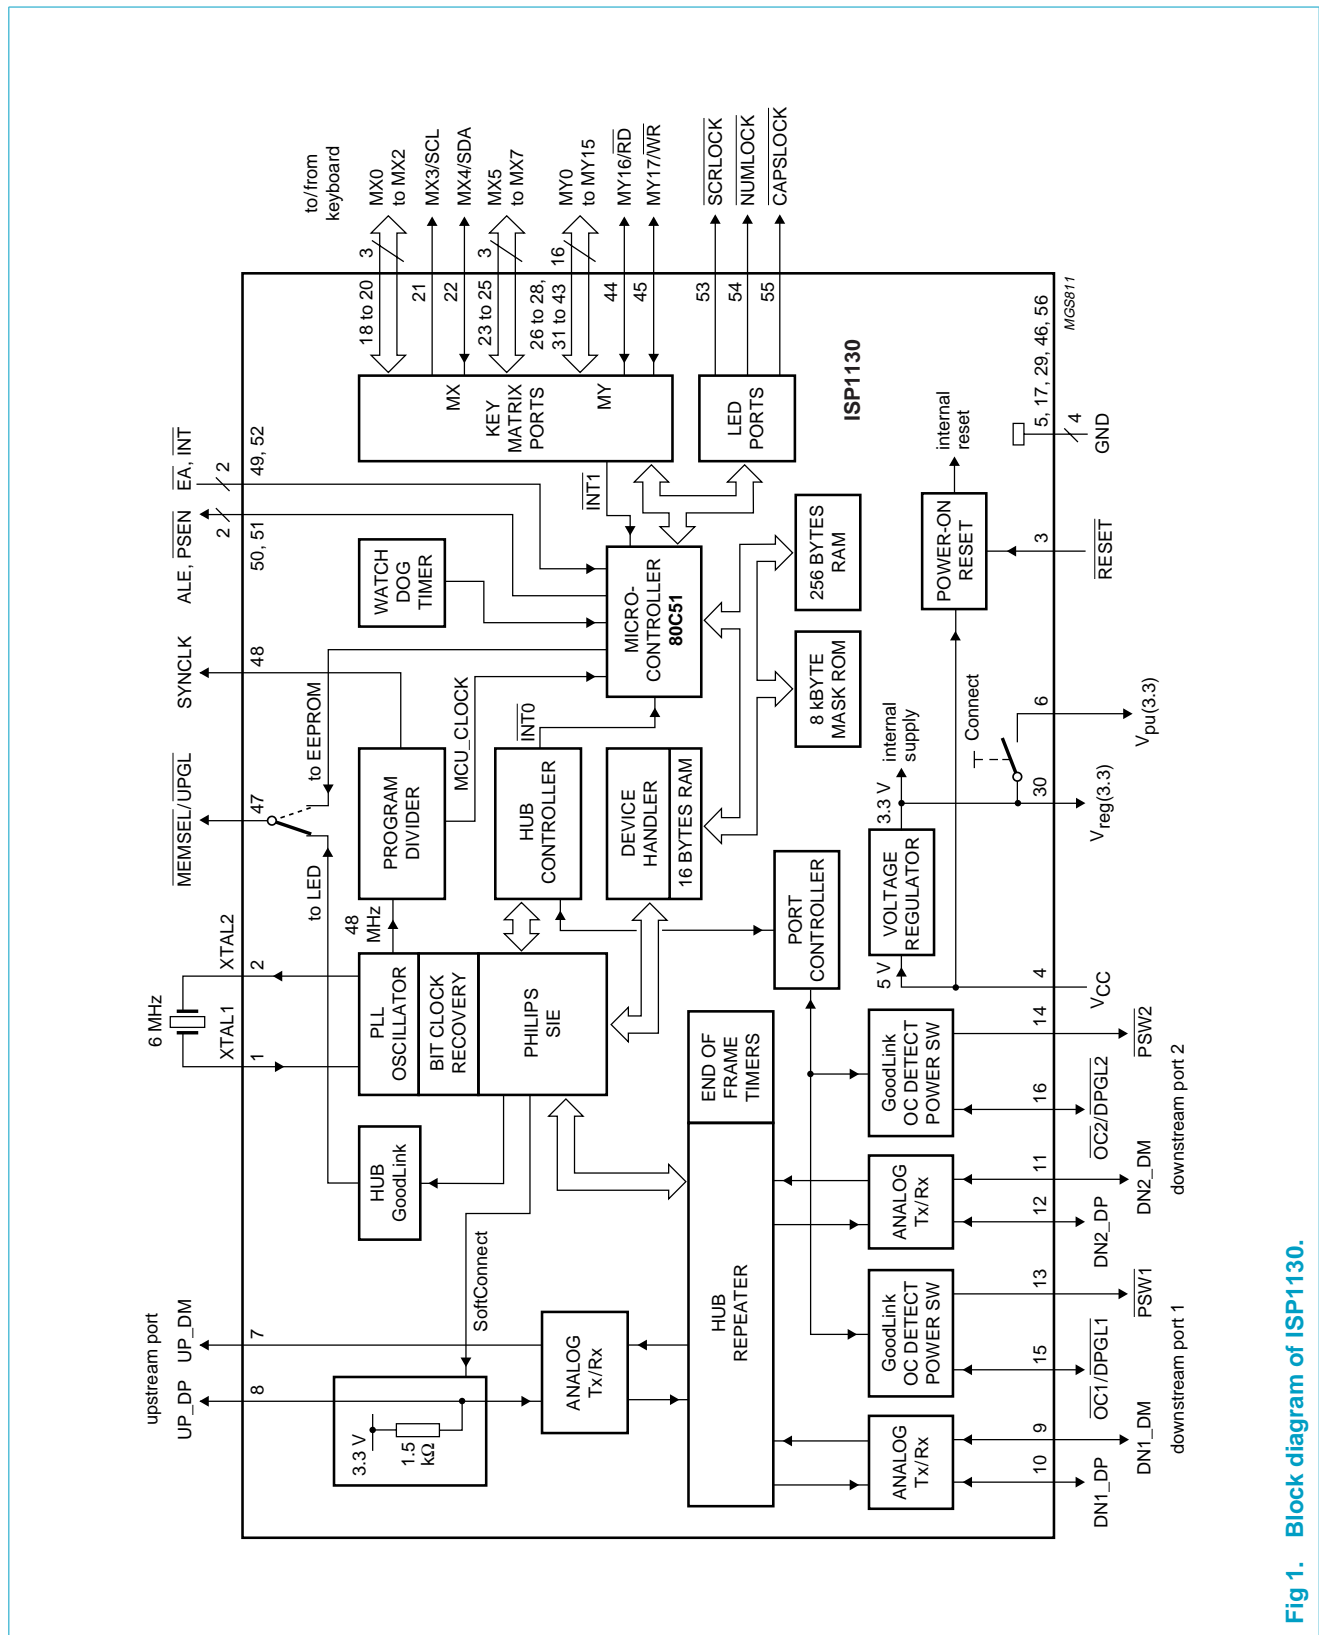 upstream port
UP_DP
UP_DM
8
7
6 MHz
XTAL1
XTAL2
1
2
MEMSEL/UPGL
47
SYNCLK
48
ALE, PSEN
2
50, 51
EA, INT
2
49, 52
to LED
to EEPROM
3.3 V
1.5
kΩ
SoftConnect
HUB
GoodLink
PLL
OSCILLATOR
BIT CLOCK
RECOVERY
PHILIPS
SIE
48
MHz
PROGRAM
DIVIDER
MCU_CLOCK
WATCH
DOG
TIMER
KEY
MATRIX
PORTS
MX
MY
to/from
keyboard
18 to 20
3
MX0
to MX2
21
MX3/SCL
22
MX4/SDA
23 to 25
3
MX5
to MX7
26 to 28,
31 to 43
16
MY0
to MY15
44
MY16/RD
45
MY17/WR
INT1
LED
PORTS
53
SCRLOCK
54
NUMLOCK
55
CAPSLOCK
ANALOG
Tx/Rx
HUB
CONTROLLER
INT0
MICRO-
CONTROLLER
80C51
DEVICE
HANDLER
16 BYTES RAM
HUB
REPEATER
END OF
FRAME
TIMERS
PORT
CONTROLLER
8 kBYTE
MASK ROM
256 BYTES
RAM
ISP1130
ANALOG
Tx/Rx
GoodLink
OC DETECT
POWER SW
ANALOG
Tx/Rx
GoodLink
OC DETECT
POWER SW
5 V
VOLTAGE
REGULATOR
3.3 V
internal
supply
Connect
POWER-ON
RESET
internal
reset
10
9
15
13
12
11
16
14
4
30
6
3
5, 17, 29, 46, 56
4
MGS811
DN1_DP
DN1_DM
OC1/DPGL1
PSW1
DN2_DP
DN2_DM
OC2/DPGL2
PSW2
VCC
Vreg(3.3)
Vpu(3.3)
RESET
GND
downstream port 1
downstream port 2
Fig 1. Block diagram of ISP1130.